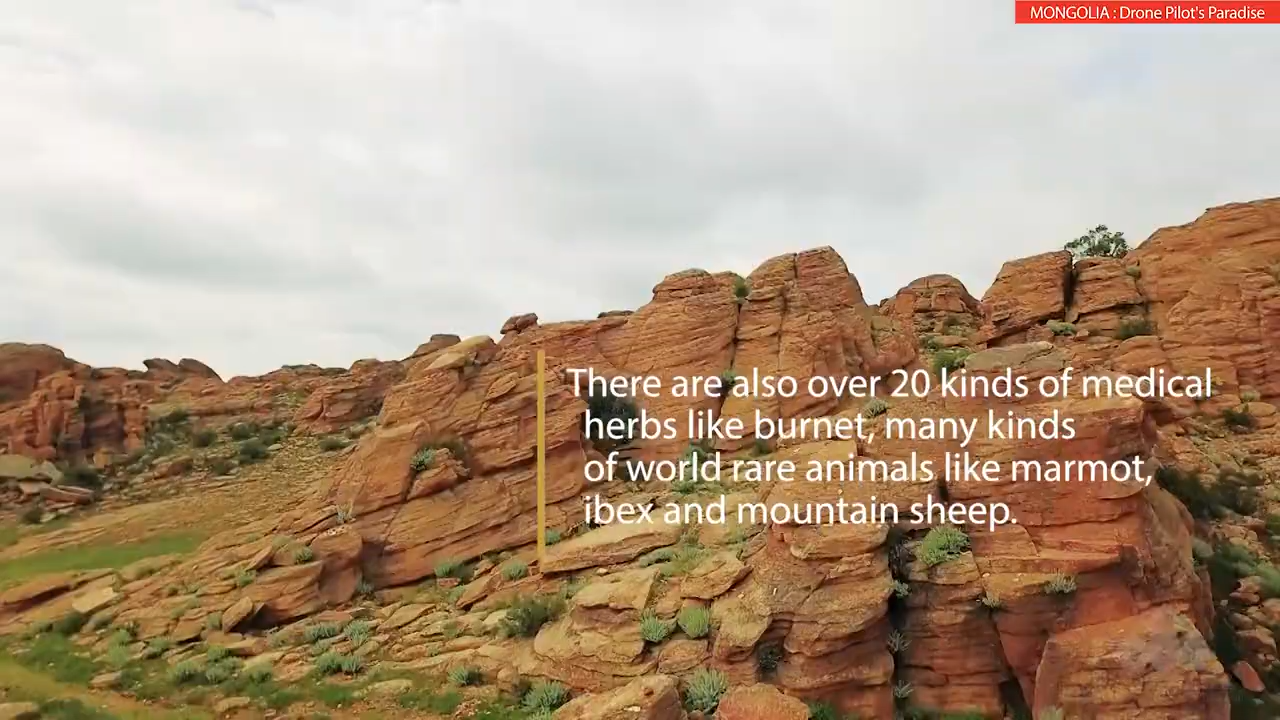 MONGOLIA : Drone Pilot's Paradise
There are also over 20 kinds of medical
herbs like burnet, many kinds
of world rare animals like marmot,
ibex and mountain sheep.